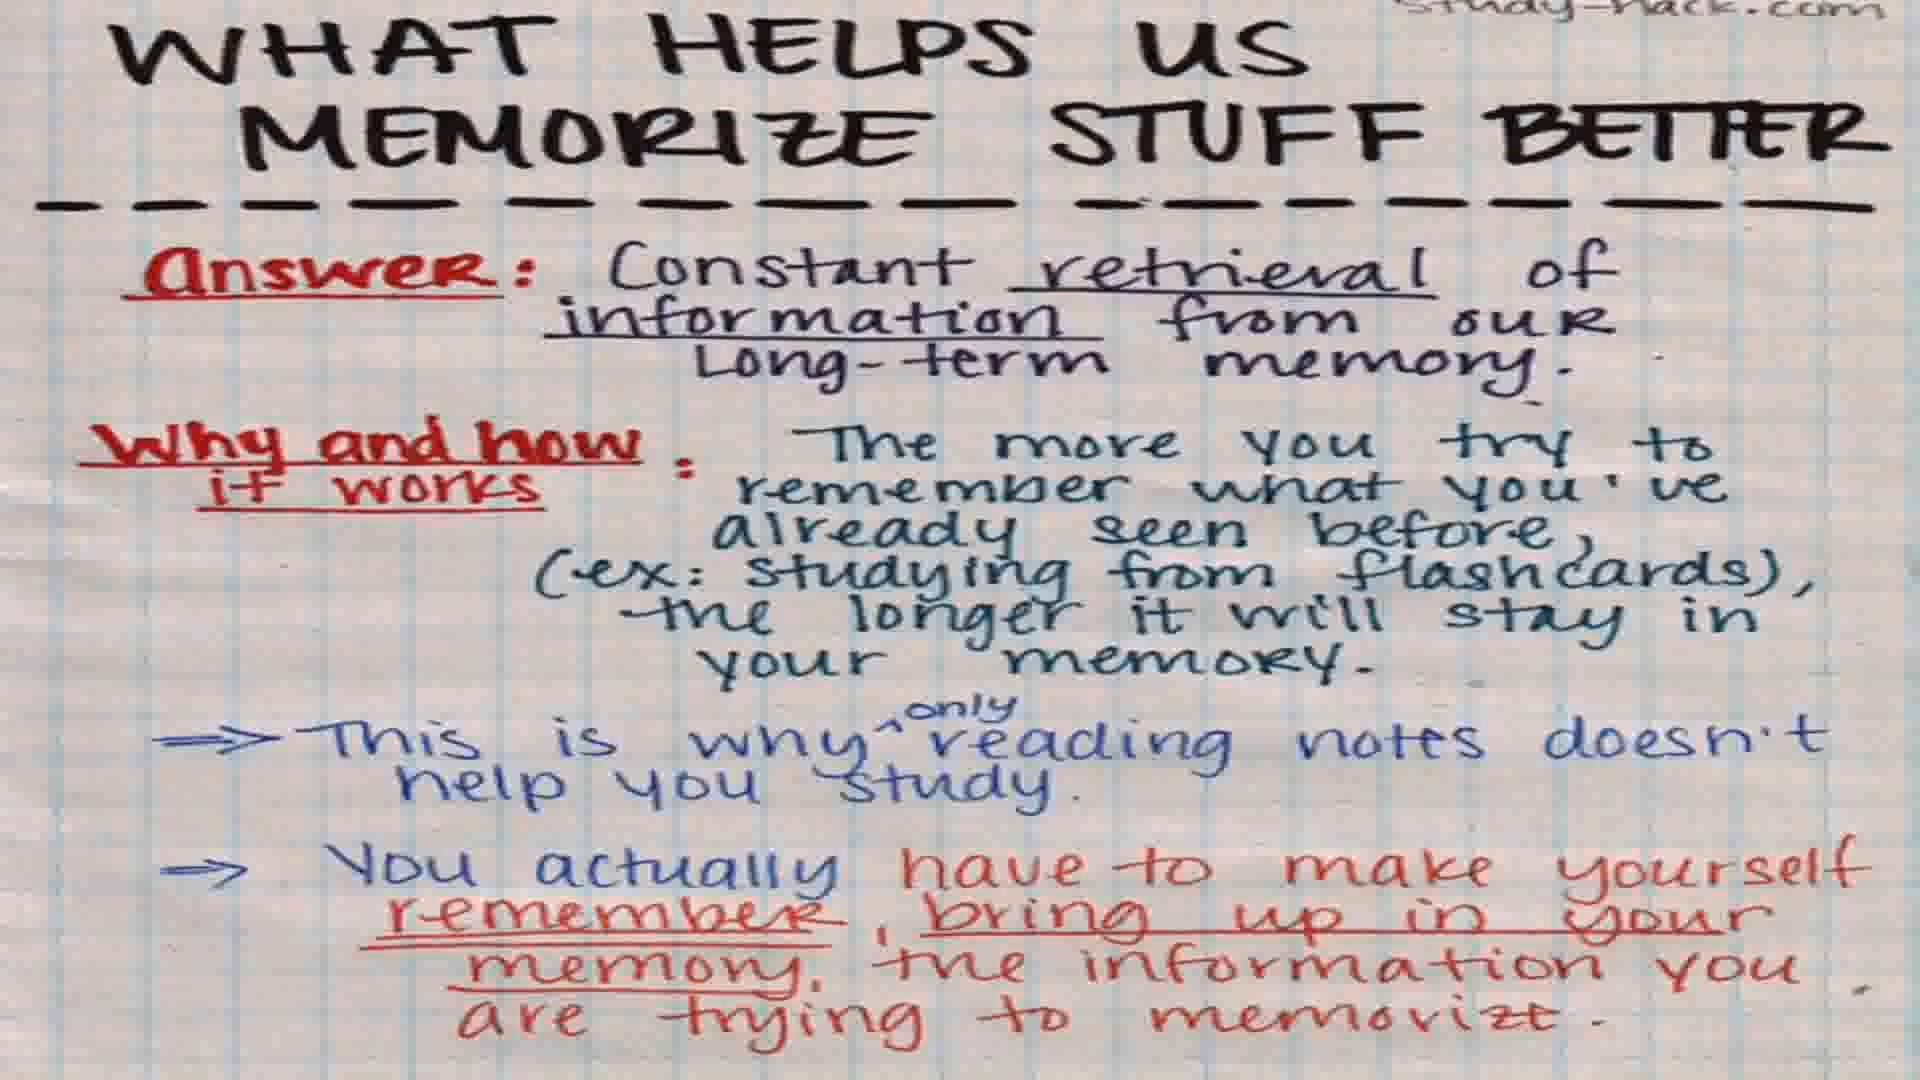 study-hack.com
WHAT HELPS US
MEMORIZE STUFF BETTER
Answer: Constant retrieval of
information from our
Long-term memory.
Why and how
it works : The more you try to
remember what you've
already seen before,
(ex: studying from flashcards),
the longer it will stay in
your memory.
⇒ This is why ^only reading notes doesn't
help you study.
⇒ You actually have to make yourself
remember, bring up in your
memory, the information you
are trying to memorize.